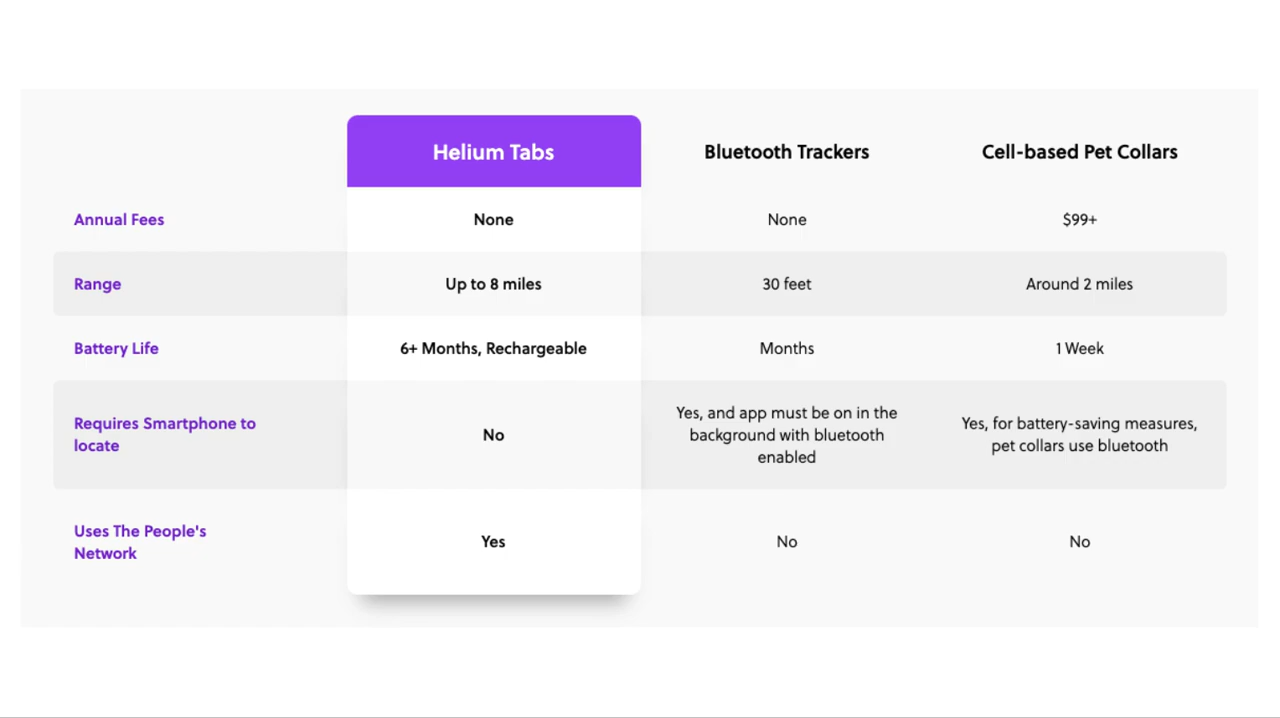 Helium Tabs
Bluetooth Trackers
Cell-based Pet Collars
Annual Fees
None
None
$99+
Range
Up to 8 miles
30 feet
Around 2 miles
Battery Life
6+ Months, Rechargeable
Months
1 Week
Requires Smartphone to
locate
No
Yes, and app must be on in the
background with bluetooth
enabled
Yes, for battery-saving measures,
pet collars use bluetooth
Uses The People's
Network
Yes
No
No